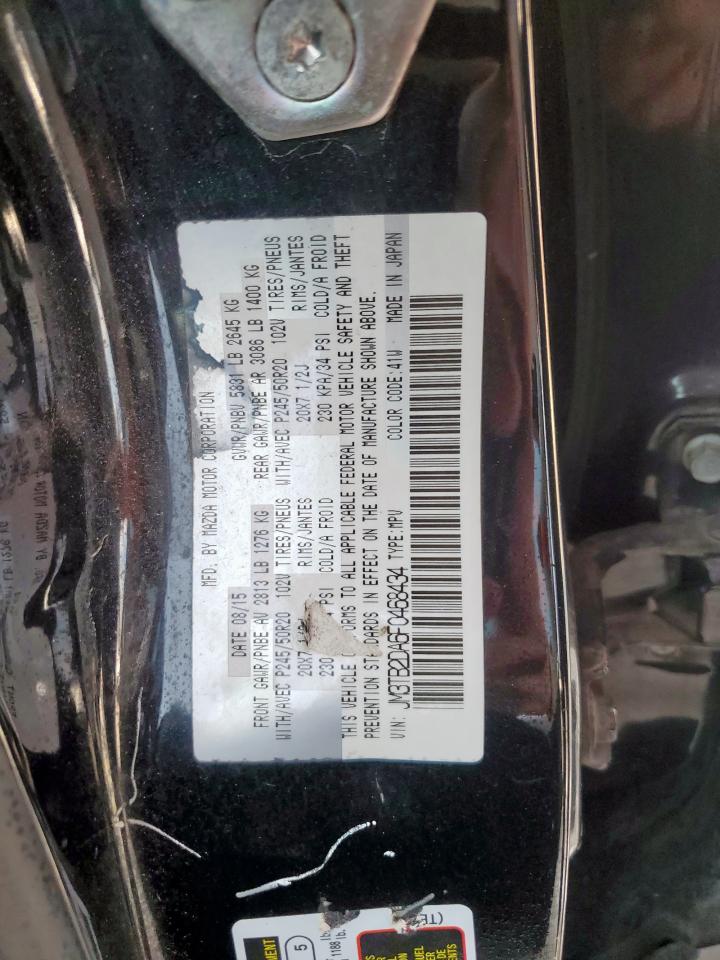 MFD. BY MAZDA MOTOR CORPORATION
DATE 08/15 GVWR/PNBV 5831 LB 2645 KG
FRONT GAWR/PNBE AV 2813 LB 1276 KG REAR GAWR/PNBE AR 3086 LB 1400 KG
WITH/AVEC P245/50R20 102V TIRES/PNEUS WITH/AVEC P245/50R20 102V TIRES/PNEUS
20X7 RIMS/JANTES 20X7 1/2J RIMS/JANTES
230 PSI COLD/A FROID 230 KPA/34 PSI COLD/A FROID
THIS VEHICLE TO ALL APPLICABLE FEDERAL MOTOR VEHICLE SAFETY AND THEFT
PREVENTION IN EFFECT ON THE DATE OF MANUFACTURE SHOWN ABOVE.
VIN: JM3TB2DA6F0468434 TYPE:MPV COLOR CODE:41W MADE IN JAPAN
5